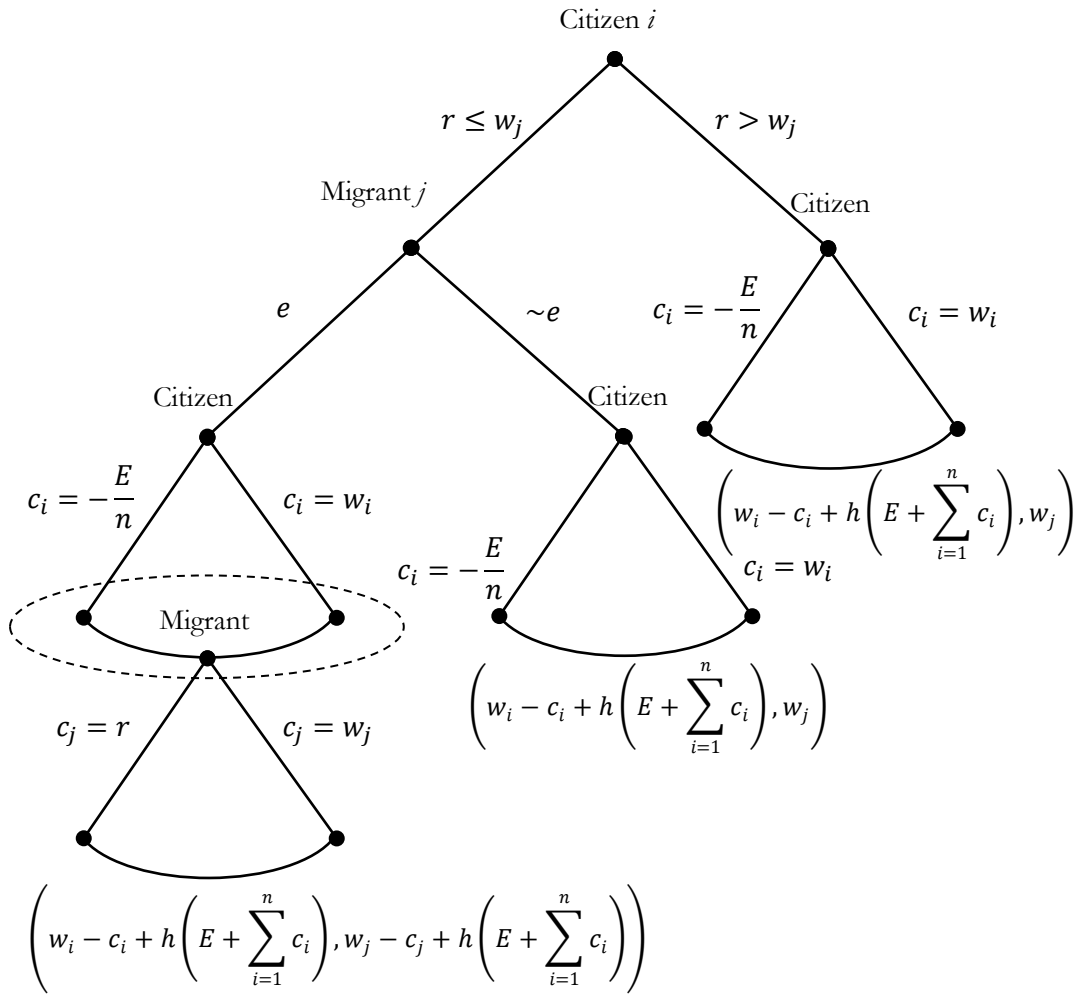 Citizen i
r ≤ w_j
r > w_j
Migrant j
Citizen
e
~e
c_i = −E/n
c_i = w_i
Citizen
Citizen
c_i = −E/n
c_i = w_i
(w_i − c_i + h(E + ∑_{i=1}^{n} c_i), w_j)
c_i = −E/n
c_i = w_i
Migrant
(w_i − c_i + h(E + ∑_{i=1}^{n} c_i), w_j)
c_j = r
c_j = w_j
(w_i − c_i + h(E + ∑_{i=1}^{n} c_i), w_j − c_j + h(E + ∑_{i=1}^{n} c_i))